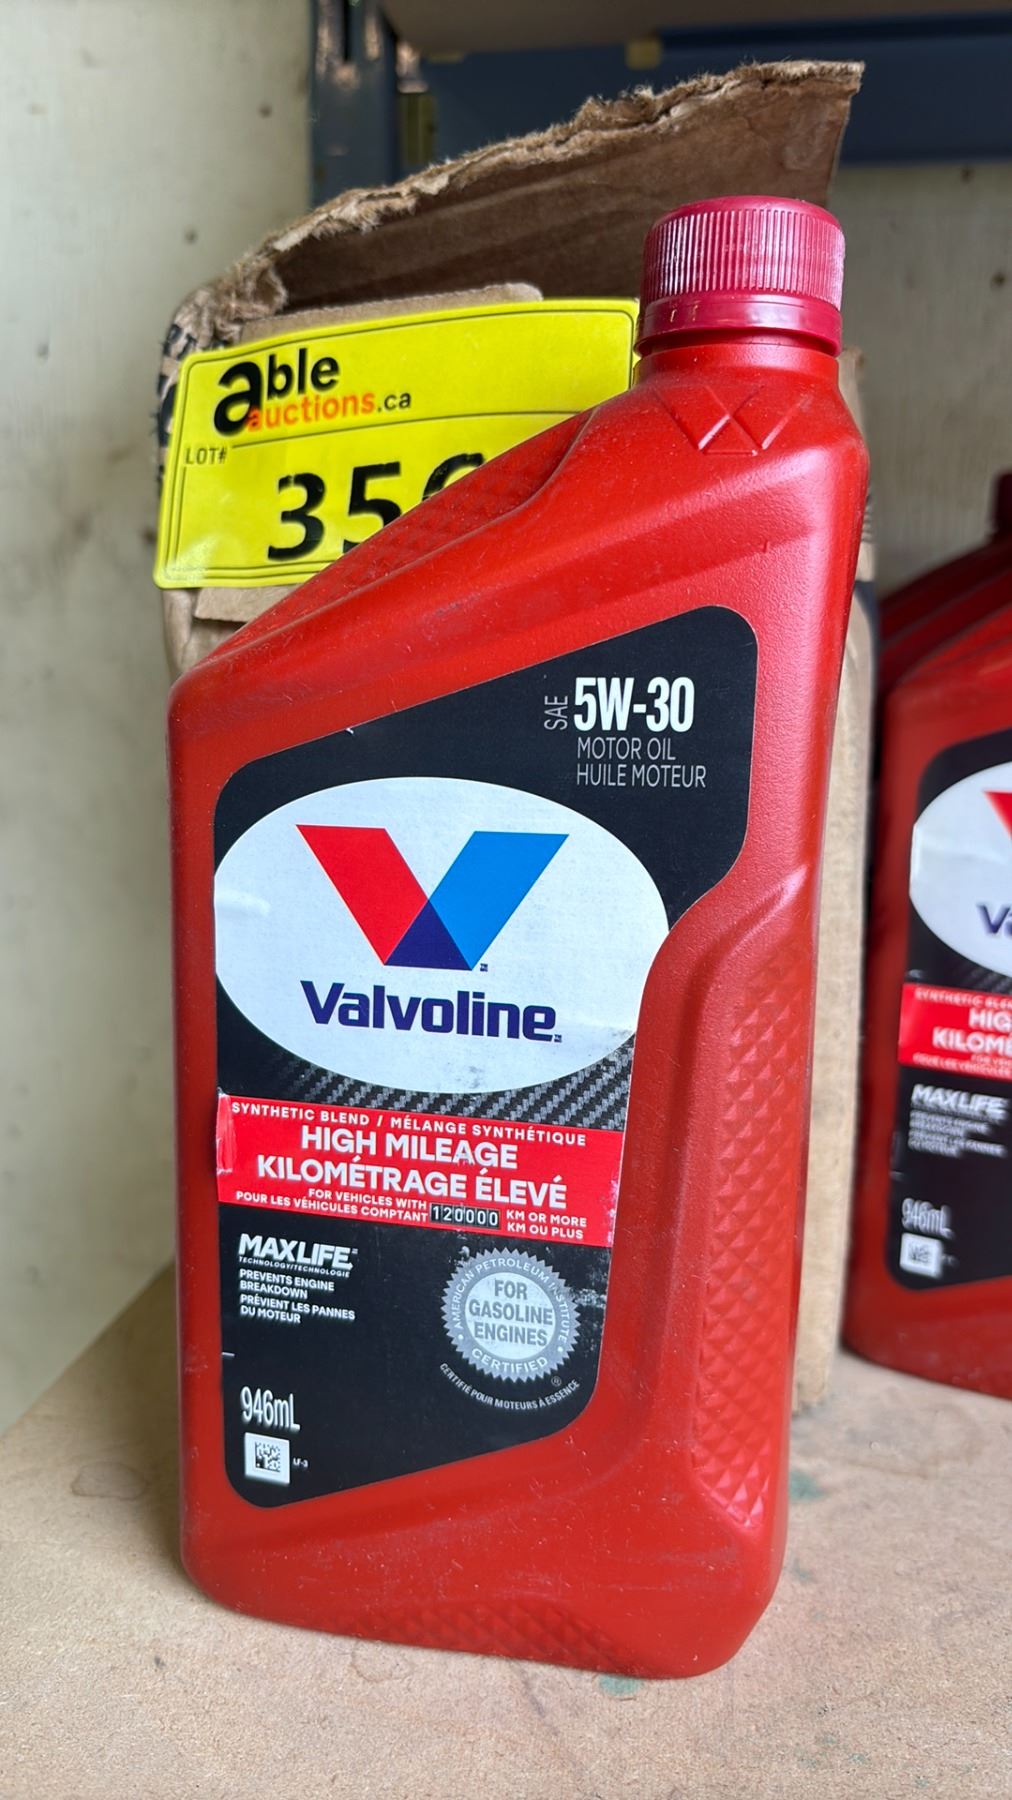 able
auctions.ca
LOT#
35
SAE 5W-30
MOTOR OIL
HUILE MOTEUR
Valvoline
SYNTHETIC BLEND / MÉLANGE SYNTHÉTIQUE
HIGH MILEAGE
KILOMÉTRAGE ÉLEVÉ
FOR VEHICLES WITH 120000 KM OR MORE
POUR LES VÉHICULES COMPTANT KM OU PLUS
MAXLIFE
TECHNOLOGY/TECHNOLOGIE
PREVENTS ENGINE
BREAKDOWN
PRÉVIENT LES PANNES
DU MOTEUR
AMERICAN PETROLEUM INSTITUTE
FOR
GASOLINE
ENGINES
CERTIFIED
CERTIFIÉ POUR MOTEURS À ESSENCE
946mL
LF-3
MAXLIFE
946mL